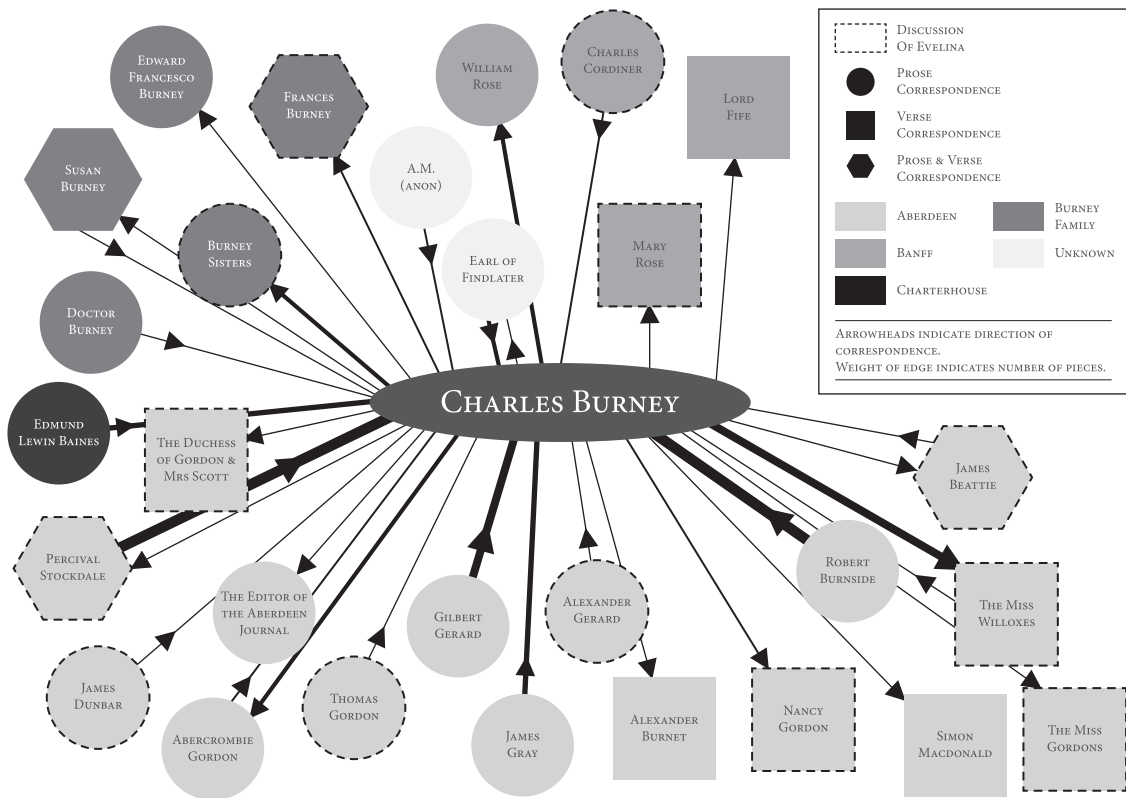 Edward
Francesco
Burney
Frances
Burney
William
Rose
Charles
Cordiner
Lord
Fife
Susan
Burney
A.M.
(anon)
Burney
Sisters
Earl of
Findlater
Mary
Rose
Doctor
Burney
Charles Burney
Edmund
Lewin Baines
The Duchess
of Gordon &
Mrs Scott
James
Beattie
Percival
Stockdale
The Editor of
the Aberdeen
Journal
Gilbert
Gerard
Alexander
Gerard
Robert
Burnside
The Miss
Willoxes
James
Dunbar
Abercrombie
Gordon
Thomas
Gordon
James
Gray
Alexander
Burnet
Nancy
Gordon
Simon
Macdonald
The Miss
Gordons
Discussion
Of Evelina
Prose
Correspondence
Verse
Correspondence
Prose & Verse
Correspondence
Aberdeen
Burney
Family
Banff
Unknown
Charterhouse
Arrowheads indicate direction of
correspondence.
Weight of edge indicates number of pieces.